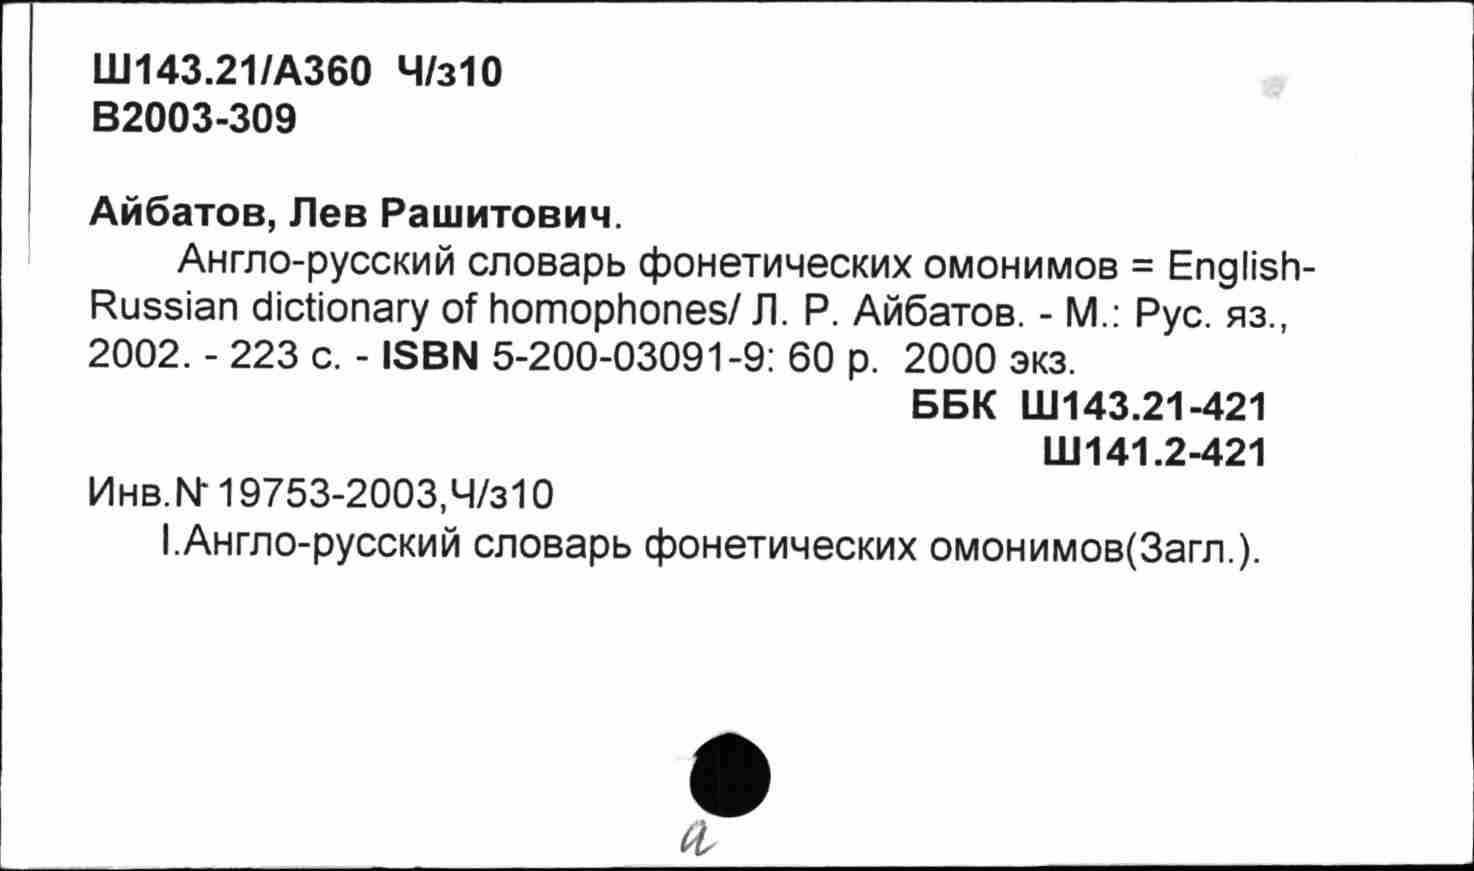 Ш143.21/А360 Ч/з10
В2003-309
Айбатов, Лев Рашитович.
Англо-русский словарь фонетических омонимов = English-
Russian dictionary of homophones/ Л. Р. Айбатов. - М.: Рус. яз.,
2002. - 223 с. - ISBN 5-200-03091-9: 60 р. 2000 экз.
ББК Ш143.21-421
Ш141.2-421
Инв.N 19753-2003,Ч/з10
I.Англо-русский словарь фонетических омонимов(Загл.).
а